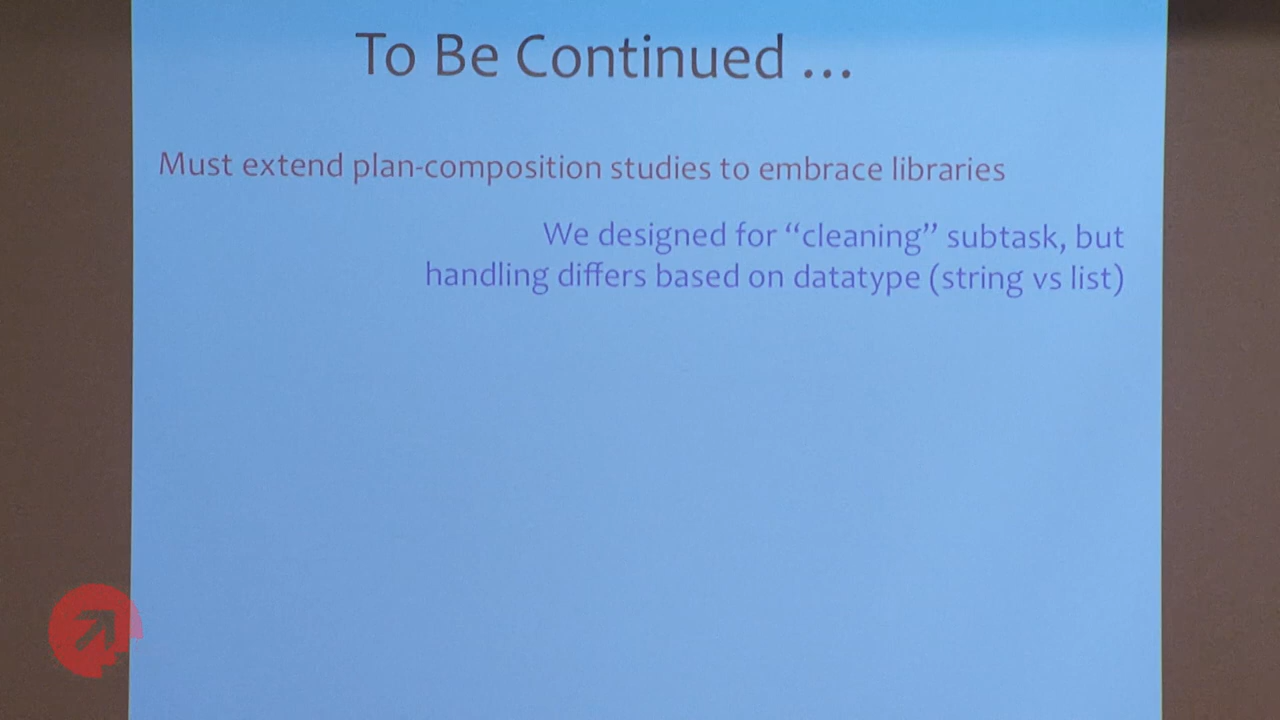 To Be Continued ...
Must extend plan-composition studies to embrace libraries
We designed for “cleaning” subtask, but
handling differs based on datatype (string vs list)